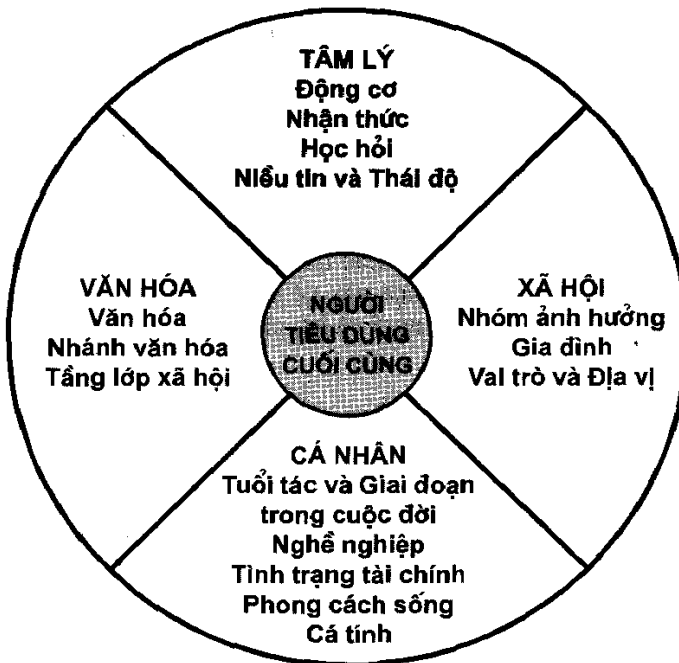 TÂM LÝ
Động cơ
Nhận thức
Học hỏi
Niều tin và Thái độ
VĂN HÓA
Văn hóa
Nhánh văn hóa
Tầng lớp xã hội
NGƯỜI
TIÊU DÙNG
CUỐI CÙNG
XÃ HỘI
Nhóm ảnh hưởng
Gia đình
Vai trò và Địa vị
CÁ NHÂN
Tuổi tác và Giai đoạn
trong cuộc đời
Nghề nghiệp
Tình trạng tài chính
Phong cách sống
Cá tính